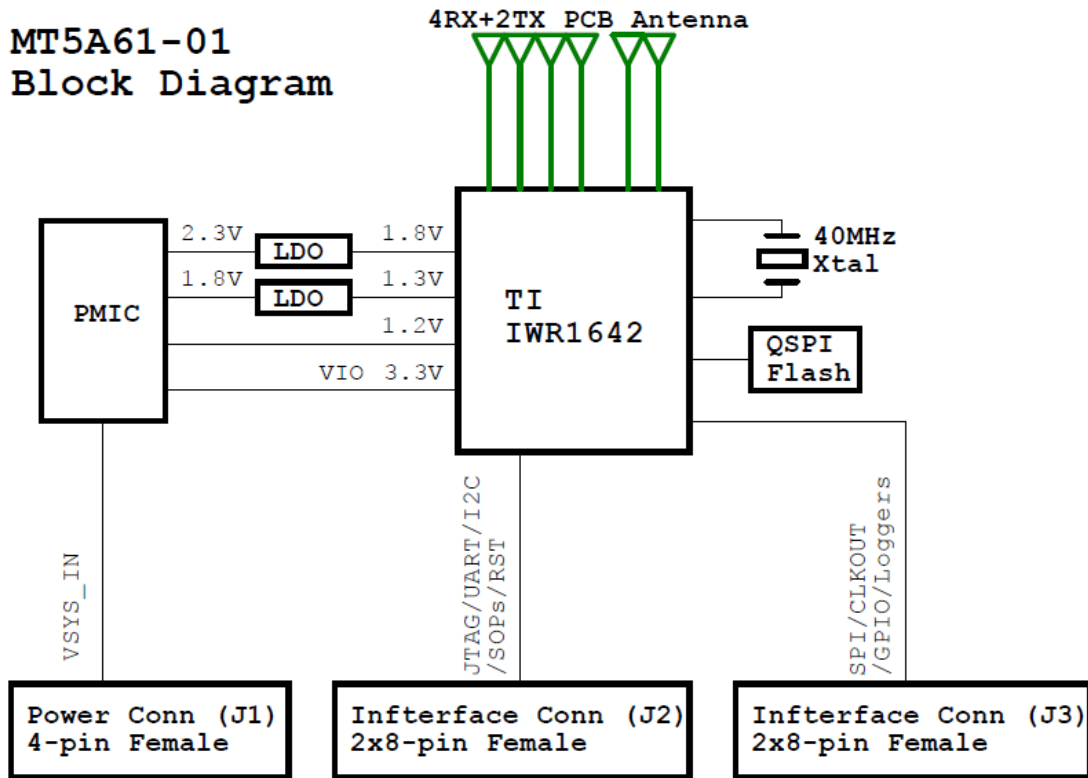 MT5A61-01
Block Diagram
4RX+2TX PCB Antenna
2.3V
LDO
1.8V
1.8V
LDO
1.3V
PMIC
1.2V
VIO 3.3V
TI
IWR1642
40MHz
Xtal
QSPI
Flash
VSYS_IN
JTAG/UART/I2C
/SOPs/RST
SPI/CLKOUT
/GPIO/Loggers
Power Conn (J1)
4-pin Female
Infterface Conn (J2)
2x8-pin Female
Infterface Conn (J3)
2x8-pin Female